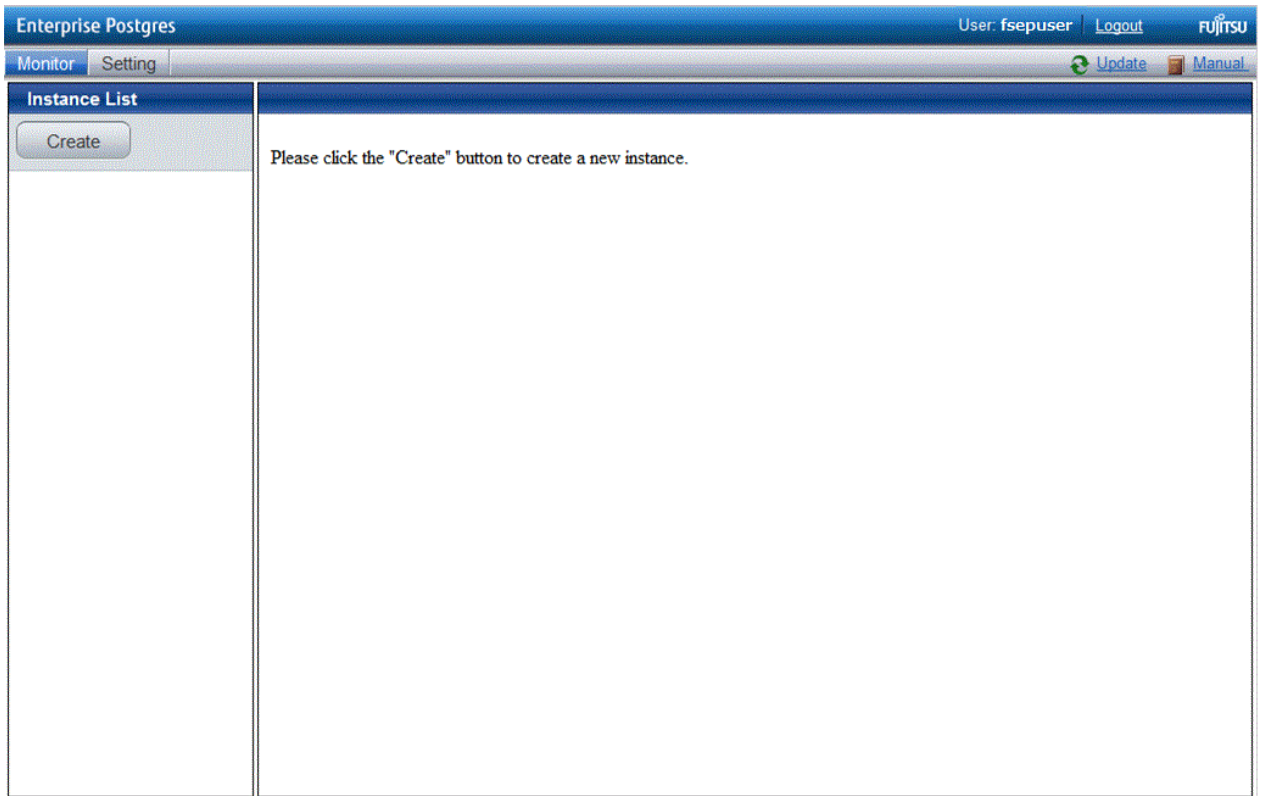 Enterprise Postgres
User: fsepuser Logout FUJITSU
Monitor Setting Update Manual
Instance List
Create
Please click the "Create" button to create a new instance.